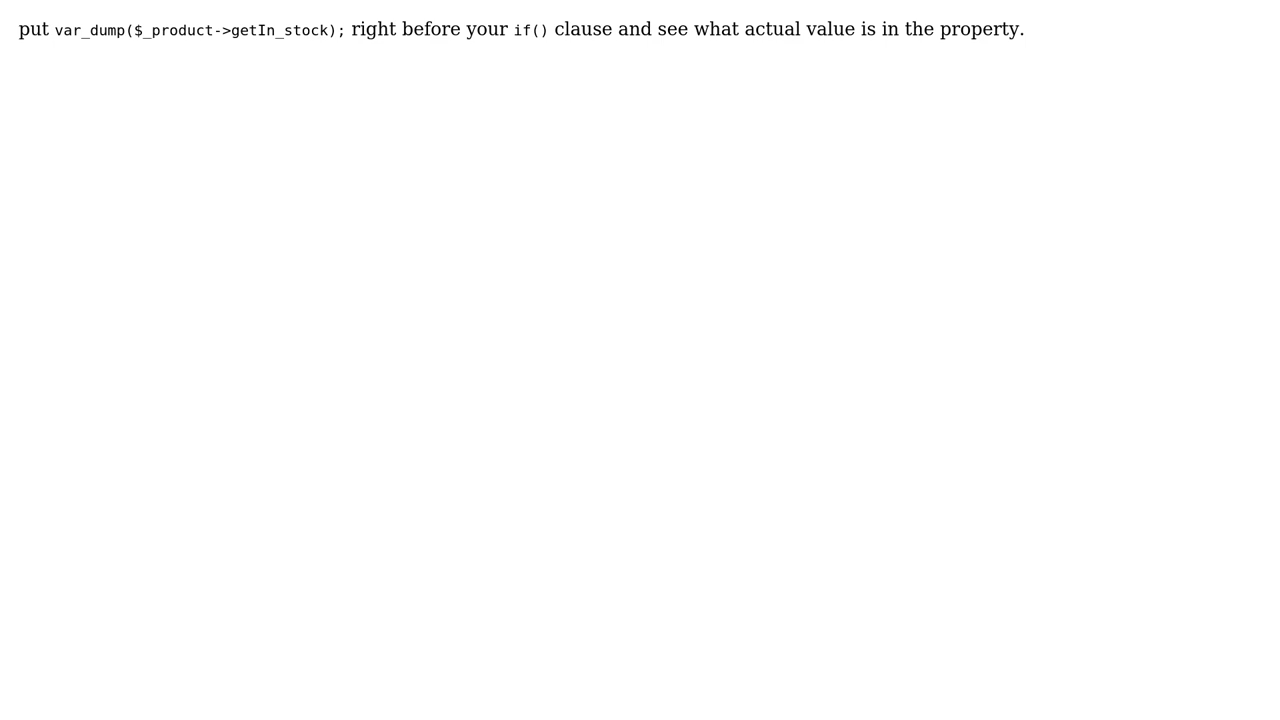 put var_dump($_product->getIn_stock); right before your if() clause and see what actual value is in the property.